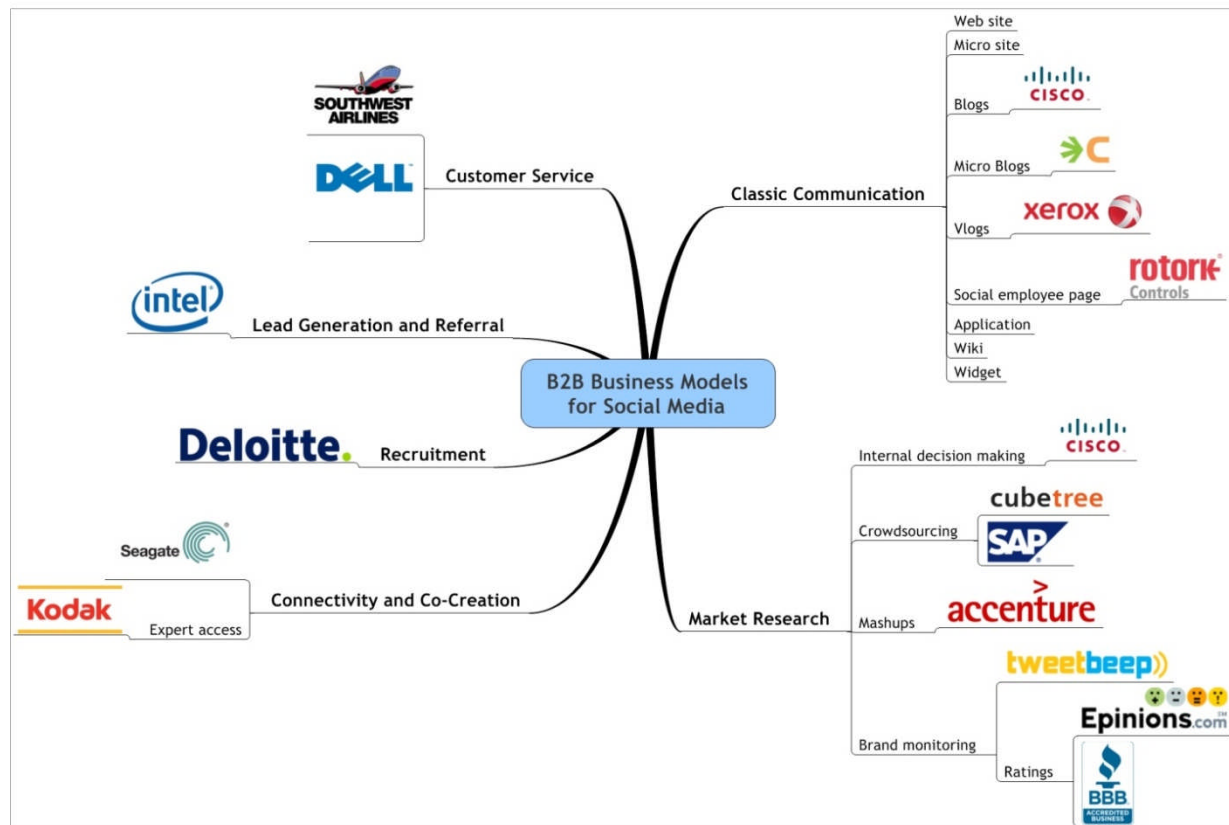 B2B Business Models
for Social Media
Customer Service
SOUTHWEST
AIRLINES
DELL™
Lead Generation and Referral
intel®
Recruitment
Deloitte.
Connectivity and Co-Creation
Seagate®
Expert access
Kodak
Classic Communication
Web site
Micro site
Blogs
CISCO.
Micro Blogs
C
Vlogs
xerox
Social employee page
rotork®
Controls
Application
Wiki
Widget
Market Research
Internal decision making
CISCO.
Crowdsourcing
cubetree
SAP®
Mashups
accenture
Brand monitoring
tweetbeep
Ratings
Epinions.com™
BBB.
ACCREDITED
BUSINESS